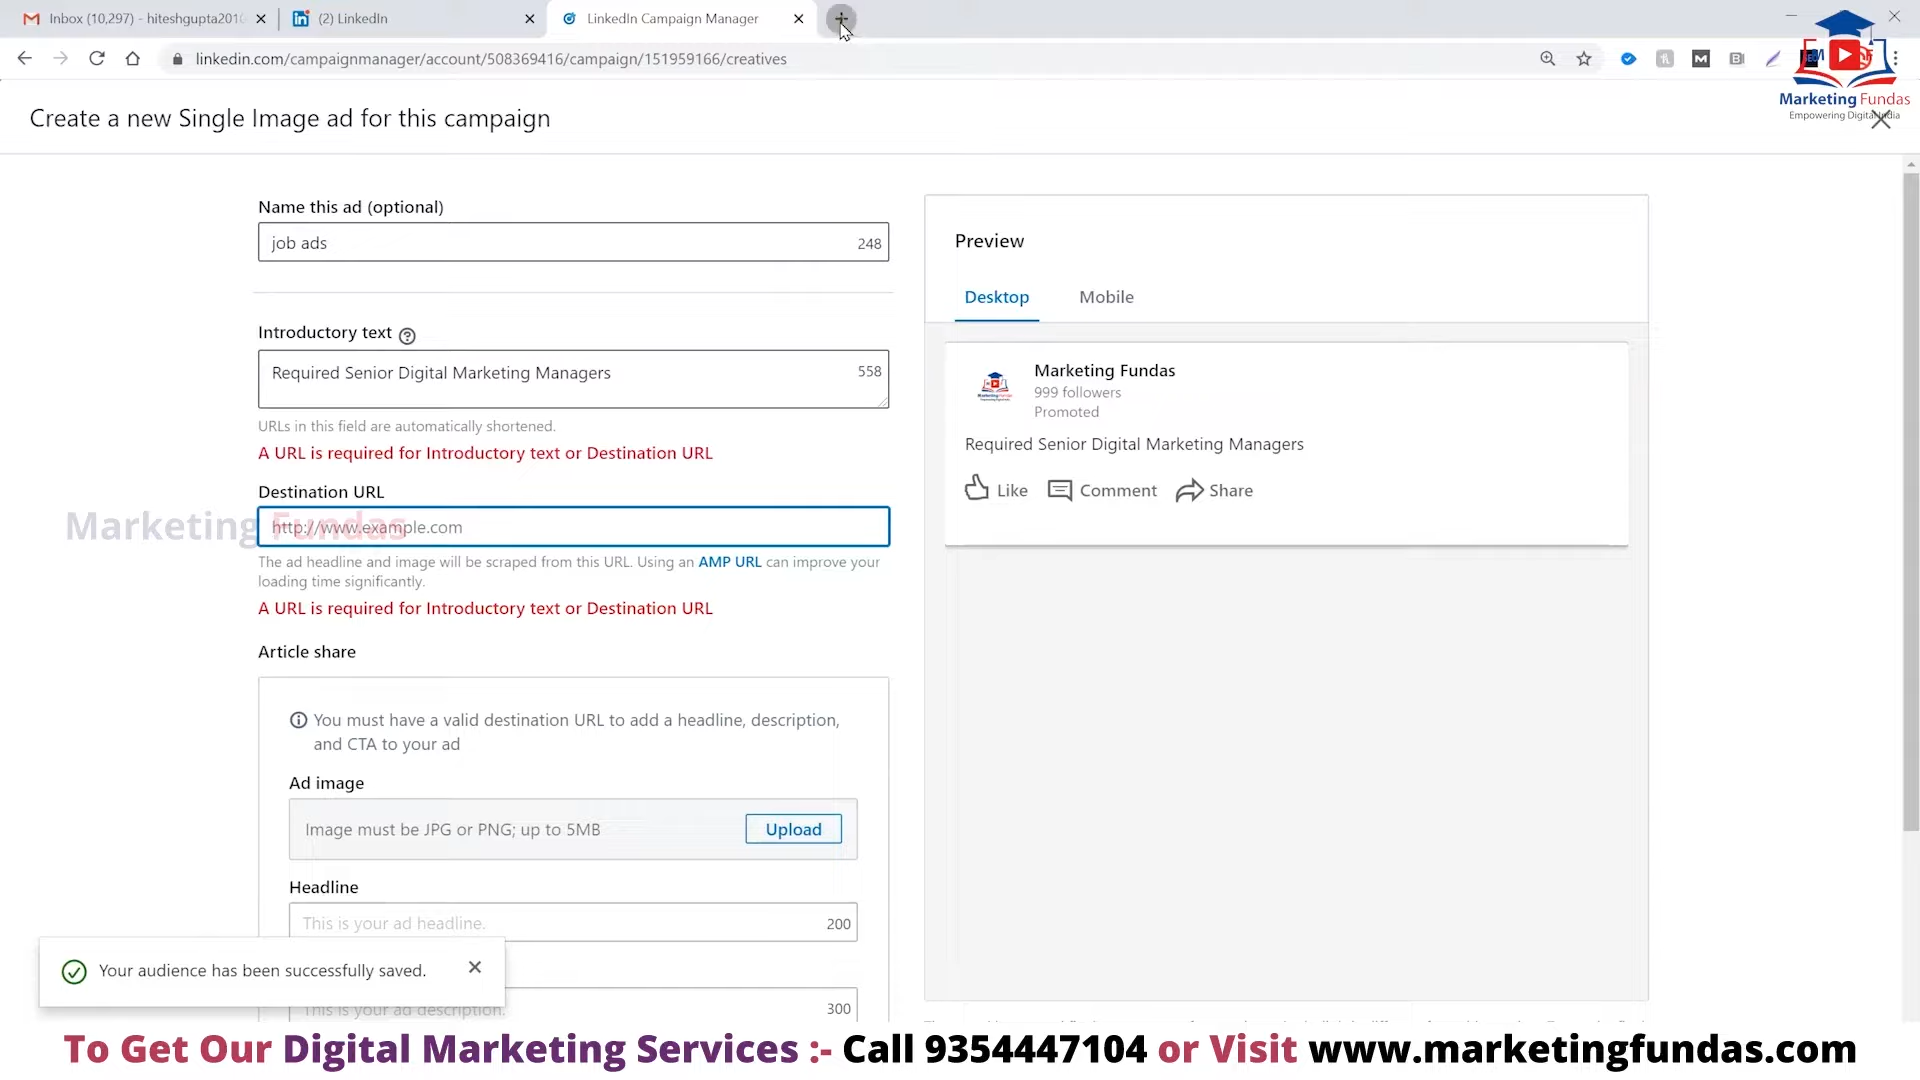 Inbox (10,297) - hiteshgupta201
(2) LinkedIn
LinkedIn Campaign Manager
linkedin.com/campaignmanager/account/508369416/campaign/151959166/creatives
Marketing Fundas
Empowering Digital India
Create a new Single Image ad for this campaign
Name this ad (optional)
job ads
248
Introductory text
Required Senior Digital Marketing Managers
558
URLs in this field are automatically shortened.
A URL is required for Introductory text or Destination URL
Destination URL
http://www.example.com
Marketing Fundas
The ad headline and image will be scraped from this URL. Using an AMP URL can improve your
loading time significantly.
A URL is required for Introductory text or Destination URL
Article share
You must have a valid destination URL to add a headline, description,
and CTA to your ad
Ad image
Image must be JPG or PNG; up to 5MB
Upload
Headline
This is your ad headline.
200
This is your ad description.
300
Your audience has been successfully saved.
Preview
Desktop
Mobile
Marketing Fundas
999 followers
Promoted
Required Senior Digital Marketing Managers
Like
Comment
Share
To Get Our Digital Marketing Services :- Call 9354447104 or Visit www.marketingfundas.com